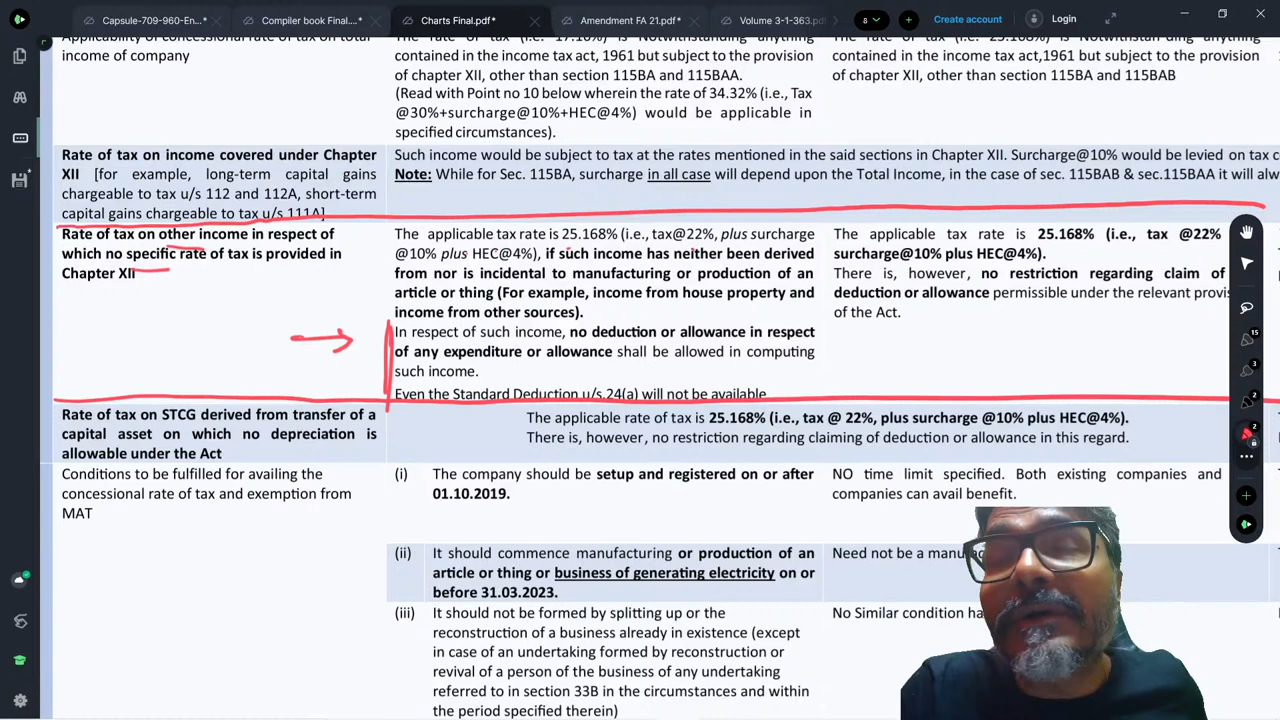 Capsule-709-960-En...*
Compiler book Final....*
Charts Final.pdf*
Amendment FA 21.pdf*
Volume 3-1-363.pd
8
Create account
Login
Applicability of concessional rate of tax on total
income of company
The rate of tax (i.e. 17.16%) is Notwithstanding anything
contained in the income tax act, 1961 but subject to the provision
of chapter XII, other than section 115BA and 115BAA.
(Read with Point no 10 below wherein the rate of 34.32% (i.e., Tax
@30%+surcharge@10%+HEC@4%) would be applicable in
specified circumstances).
The rate of tax (i.e. 25.168%) is Notwithstanding anything
contained in the income tax act,1961 but subject to the provision
of chapter XII, other than section 115BA and 115BAB
Rate of tax on income covered under Chapter
XII [for example, long-term capital gains
chargeable to tax u/s 112 and 112A, short-term
capital gains chargeable to tax u/s 111A]
Such income would be subject to tax at the rates mentioned in the said sections in Chapter XII. Surcharge@10% would be levied on tax c
Note: While for Sec. 115BA, surcharge in all case will depend upon the Total Income, in the case of sec. 115BAB & sec.115BAA it will alw
Rate of tax on other income in respect of
which no specific rate of tax is provided in
Chapter XII
The applicable tax rate is 25.168% (i.e., tax@22%, plus surcharge
@10% plus HEC@4%), if such income has neither been derived
from nor is incidental to manufacturing or production of an
article or thing (For example, income from house property and
income from other sources).
In respect of such income, no deduction or allowance in respect
of any expenditure or allowance shall be allowed in computing
such income.
Even the Standard Deduction u/s.24(a) will not be available
The applicable tax rate is 25.168% (i.e., tax @22%
surcharge@10% plus HEC@4%).
There is, however, no restriction regarding claim of
deduction or allowance permissible under the relevant provis
of the Act.
Rate of tax on STCG derived from transfer of a
capital asset on which no depreciation is
allowable under the Act
The applicable rate of tax is 25.168% (i.e., tax @ 22%, plus surcharge @10% plus HEC@4%).
There is, however, no restriction regarding claiming of deduction or allowance in this regard.
Conditions to be fulfilled for availing the
concessional rate of tax and exemption from
MAT
(i) The company should be setup and registered on or after
01.10.2019.
NO time limit specified. Both existing companies and
companies can avail benefit.
(ii) It should commence manufacturing or production of an
article or thing or business of generating electricity on or
before 31.03.2023.
Need not be a manu
(iii) It should not be formed by splitting up or the
reconstruction of a business already in existence (except
in case of an undertaking formed by reconstruction or
revival of a person of the business of any undertaking
referred to in section 33B in the circumstances and within
the period specified therein)
No Similar condition ha
15
3
2
2